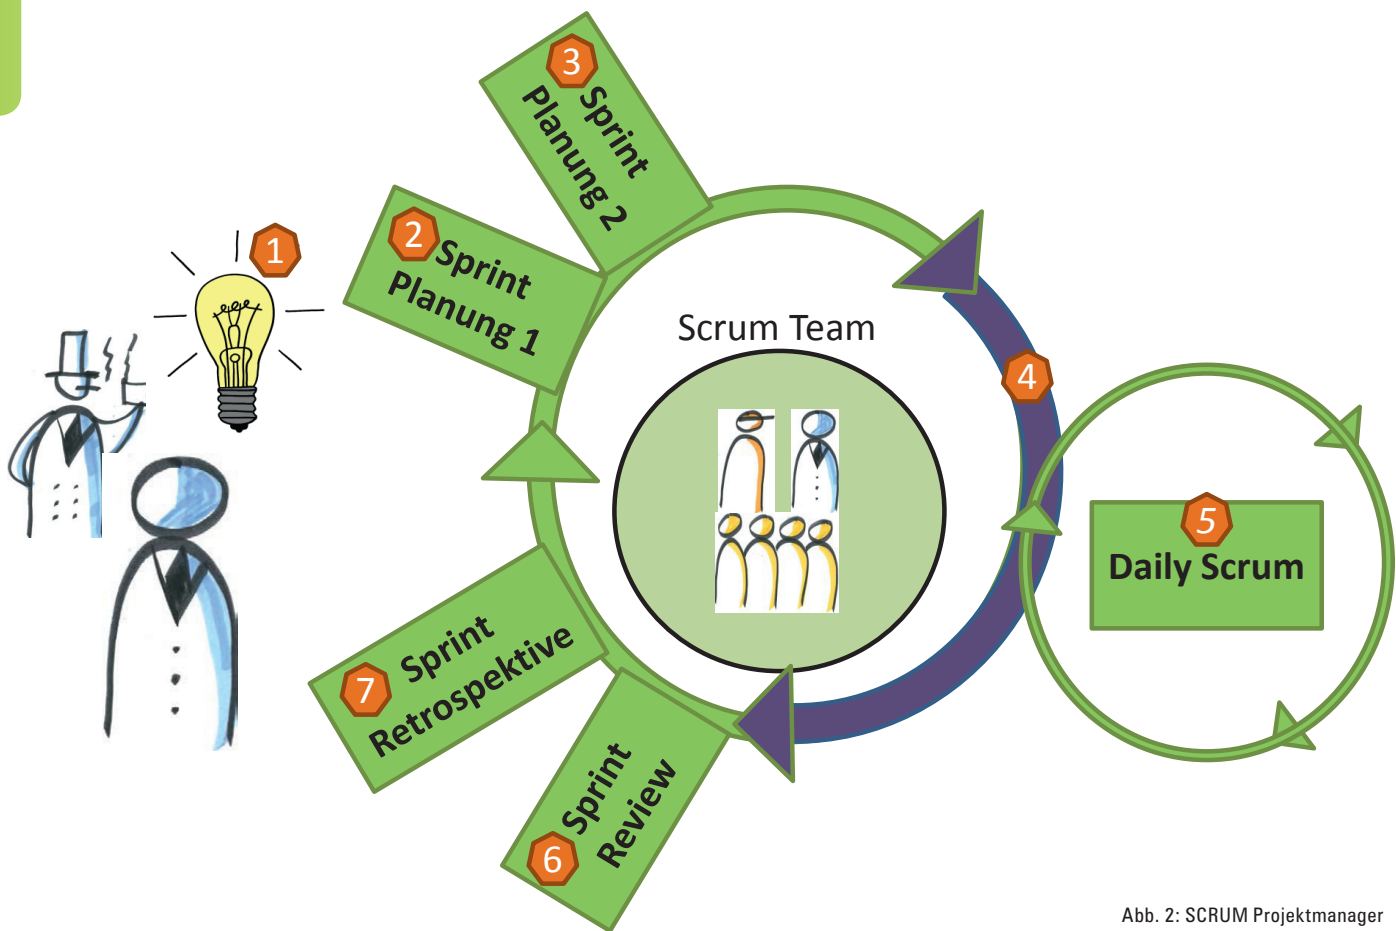 1
2
Sprint
Planung 1
3
Sprint
Planung 2
Scrum Team
4
5
Daily Scrum
6
Sprint
Review
7
Sprint
Retrospektive
Abb. 2: SCRUM Projektmanager